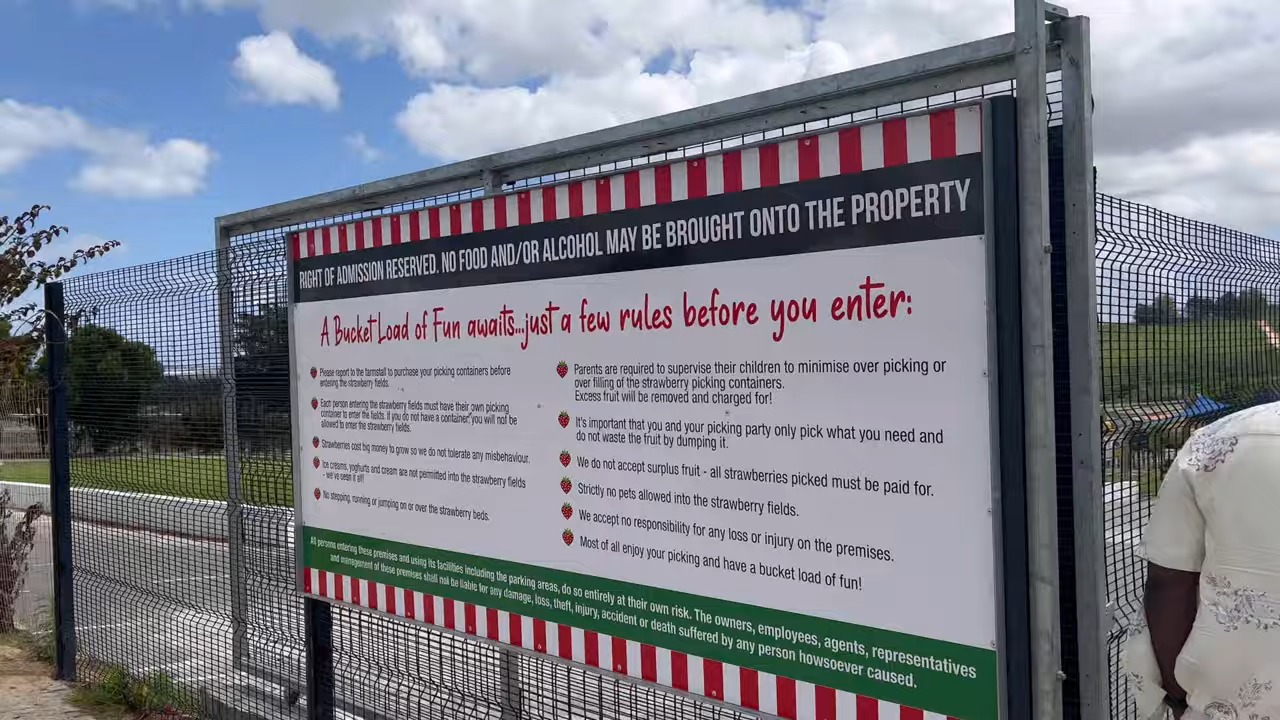 RIGHT OF ADMISSION RESERVED. NO FOOD AND/OR ALCOHOL MAY BE BROUGHT ONTO THE PROPERTY
A Bucket Load of Fun awaits...just a few rules before you enter:
Please report to the farmstall to purchase your picking containers before
entering the strawberry fields.
Each person entering the strawberry fields must have their own picking
container to enter the fields. If you do not have a container, you will not be
allowed to enter the strawberry fields.
Strawberries cost big money to grow so we do not tolerate any misbehaviour.
Ice creams, yoghurts and cream are not permitted into the strawberry fields
- we've seen it all!
No stepping, running or jumping on or over the strawberry beds.
Parents are required to supervise their children to minimise over picking or
over filling of the strawberry picking containers.
Excess fruit will be removed and charged for!
It's important that you and your picking party only pick what you need and
do not waste the fruit by dumping it.
We do not accept surplus fruit - all strawberries picked must be paid for.
Strictly no pets allowed into the strawberry fields.
We accept no responsibility for any loss or injury on the premises.
Most of all enjoy your picking and have a bucket load of fun!
All persons entering these premises and using its facilities including the parking areas, do so entirely at their own risk. The owners, employees, agents, representatives
and management of these premises shall not be liable for any damage, loss, theft, injury, accident or death suffered by any person howsoever caused.